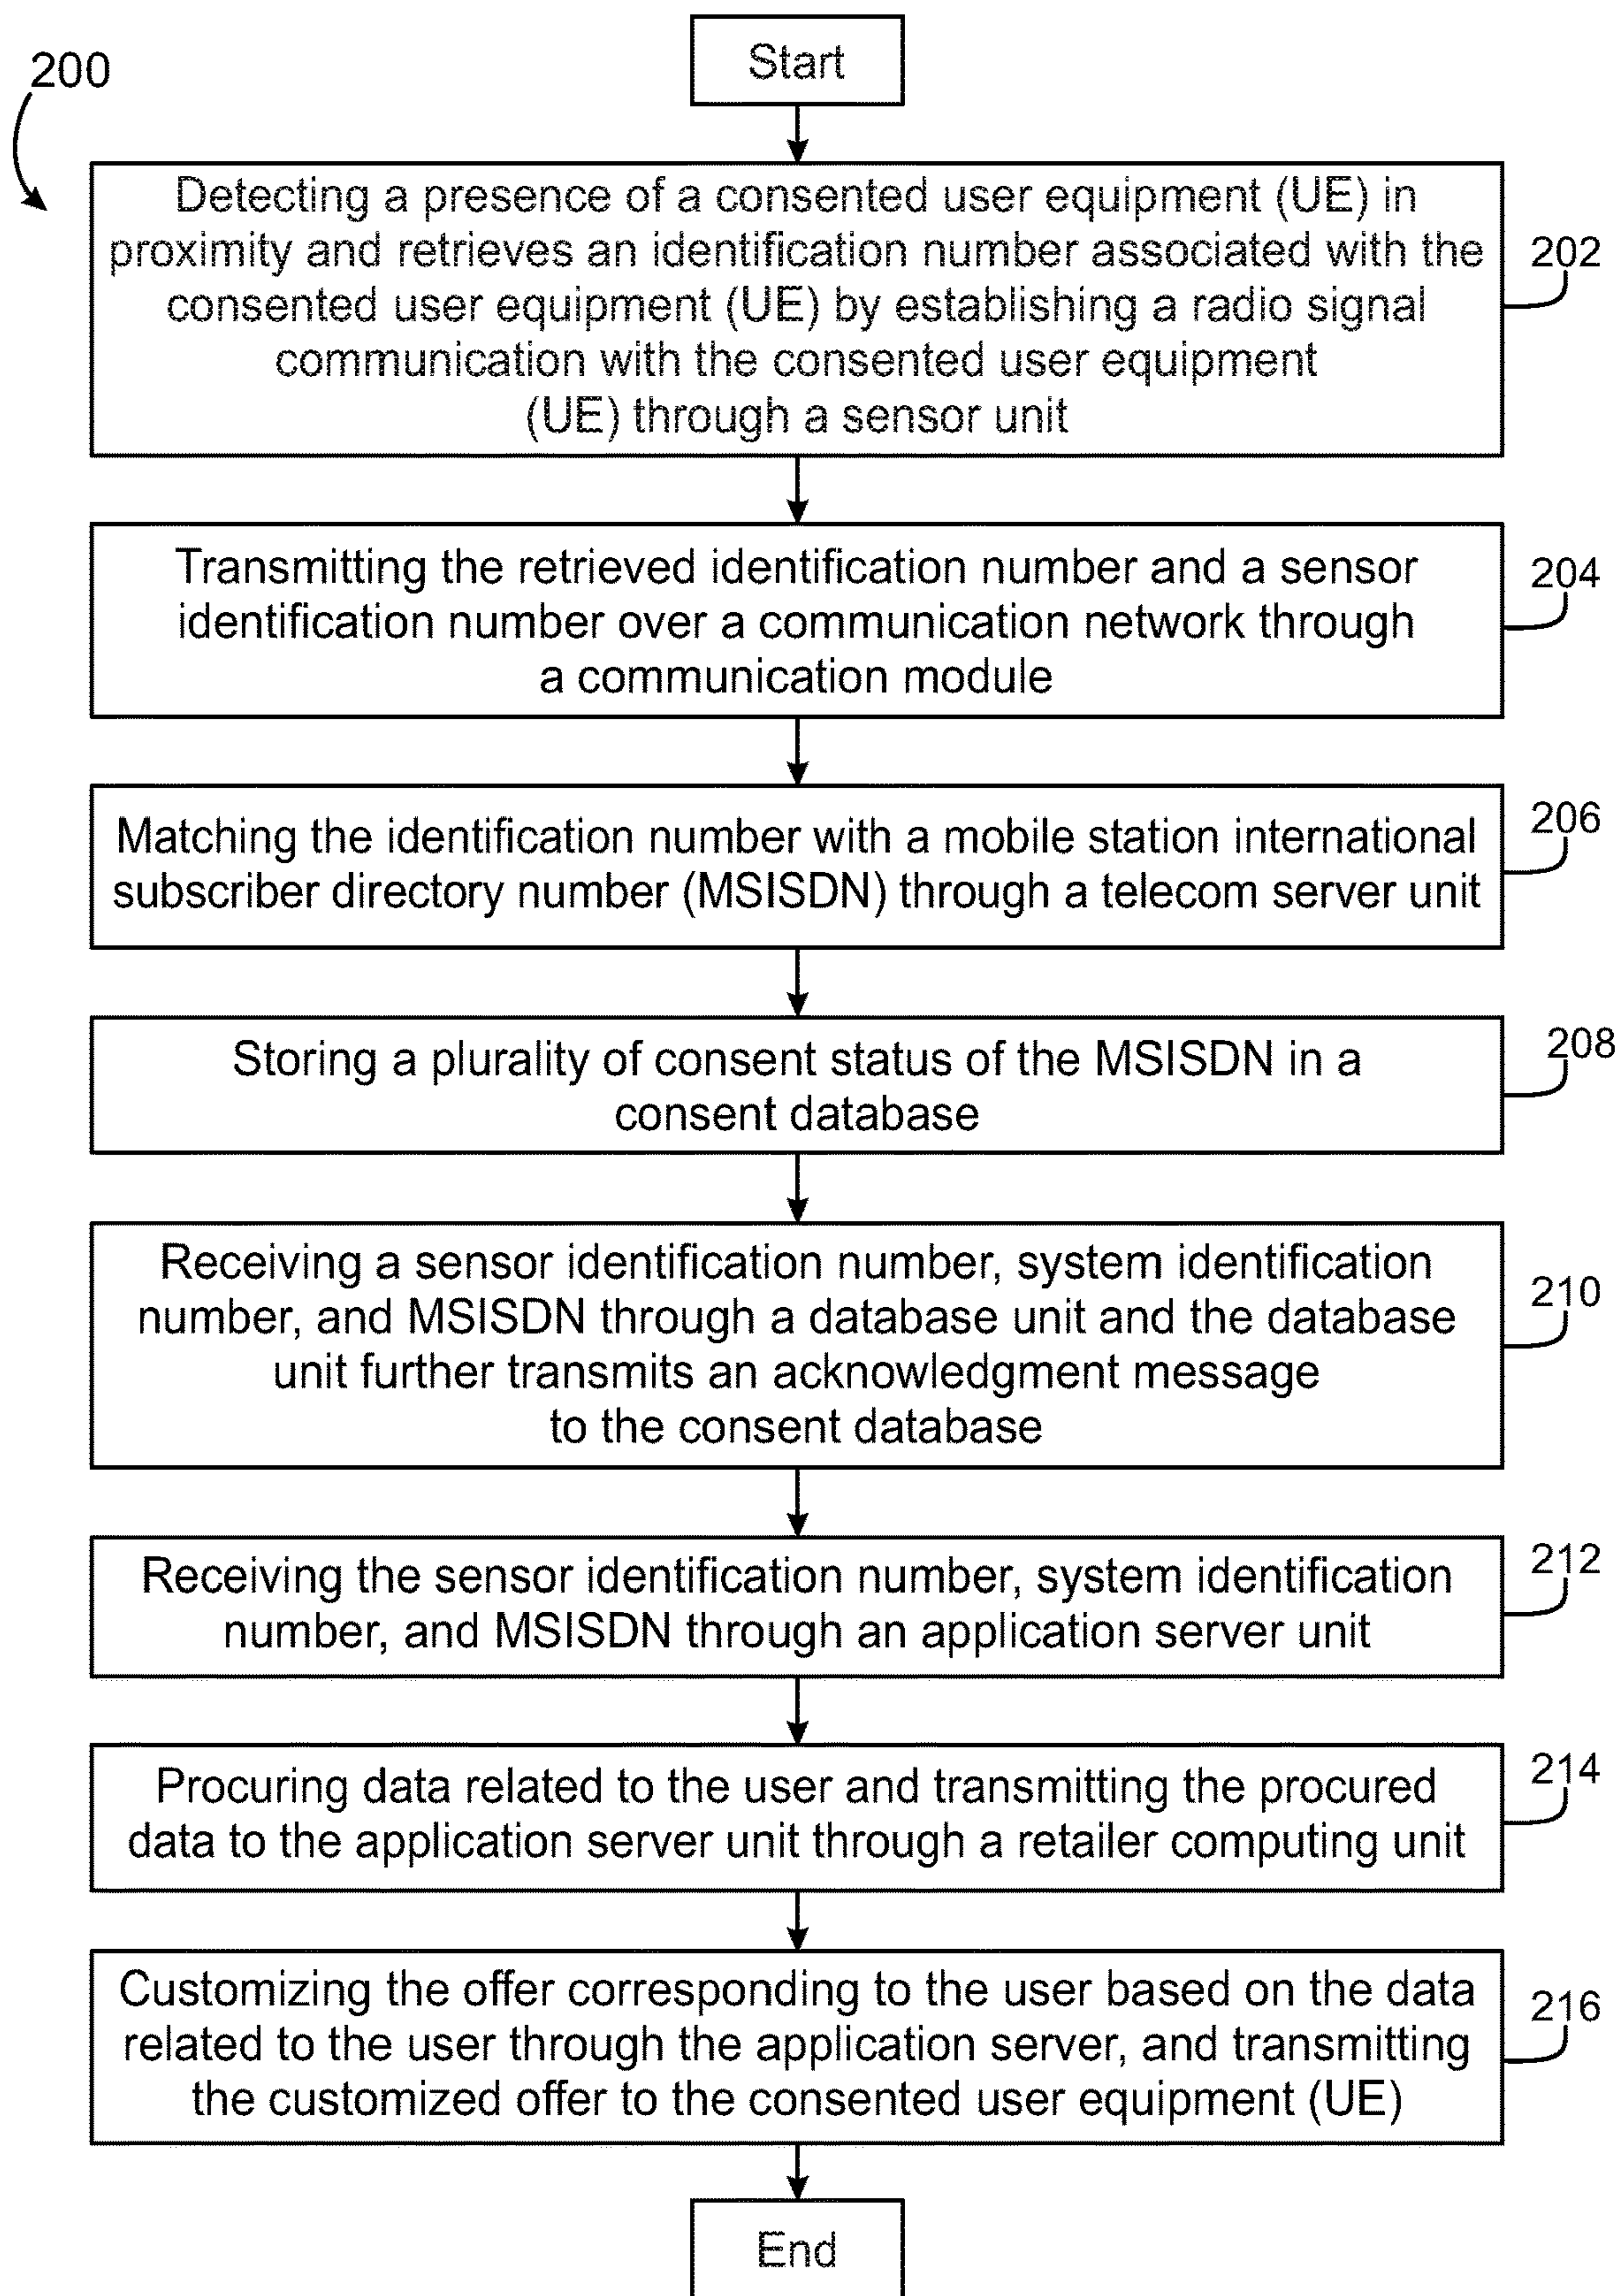 Start
200
Detecting a presence of a consented user equipment (UE) in
proximity and retrieves an identification number associated with the
consented user equipment (UE) by establishing a radio signal
communication with the consented user equipment
(UE) through a sensor unit
202
Transmitting the retrieved identification number and a sensor
identification number over a communication network through
a communication module
204
Matching the identification number with a mobile station international
subscriber directory number (MSISDN) through a telecom server unit
206
Storing a plurality of consent status of the MSISDN in a
consent database
208
Receiving a sensor identification number, system identification
number, and MSISDN through a database unit and the database
unit further transmits an acknowledgment message
to the consent database
210
Receiving the sensor identification number, system identification
number, and MSISDN through an application server unit
212
Procuring data related to the user and transmitting the procured
data to the application server unit through a retailer computing unit
214
Customizing the offer corresponding to the user based on the data
related to the user through the application server, and transmitting
the customized offer to the consented user equipment (UE)
216
End